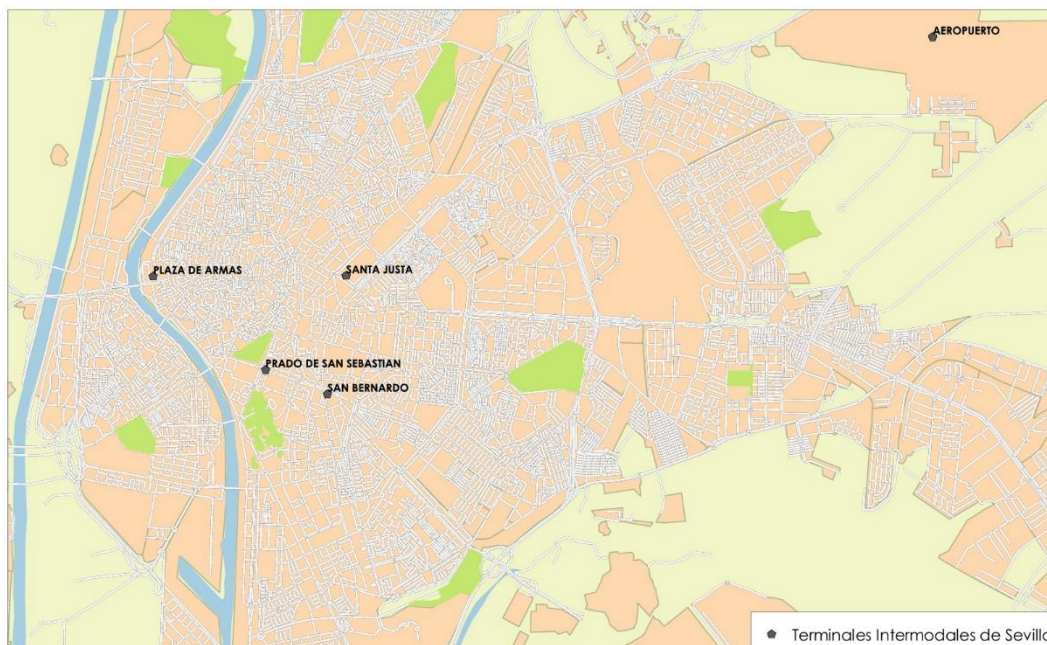 AEROPUERTO
PLAZA DE ARMAS
SANTA JUSTA
PRADO DE SAN SEBASTIAN
SAN BERNARDO
Terminales Intermodales de Sevilla